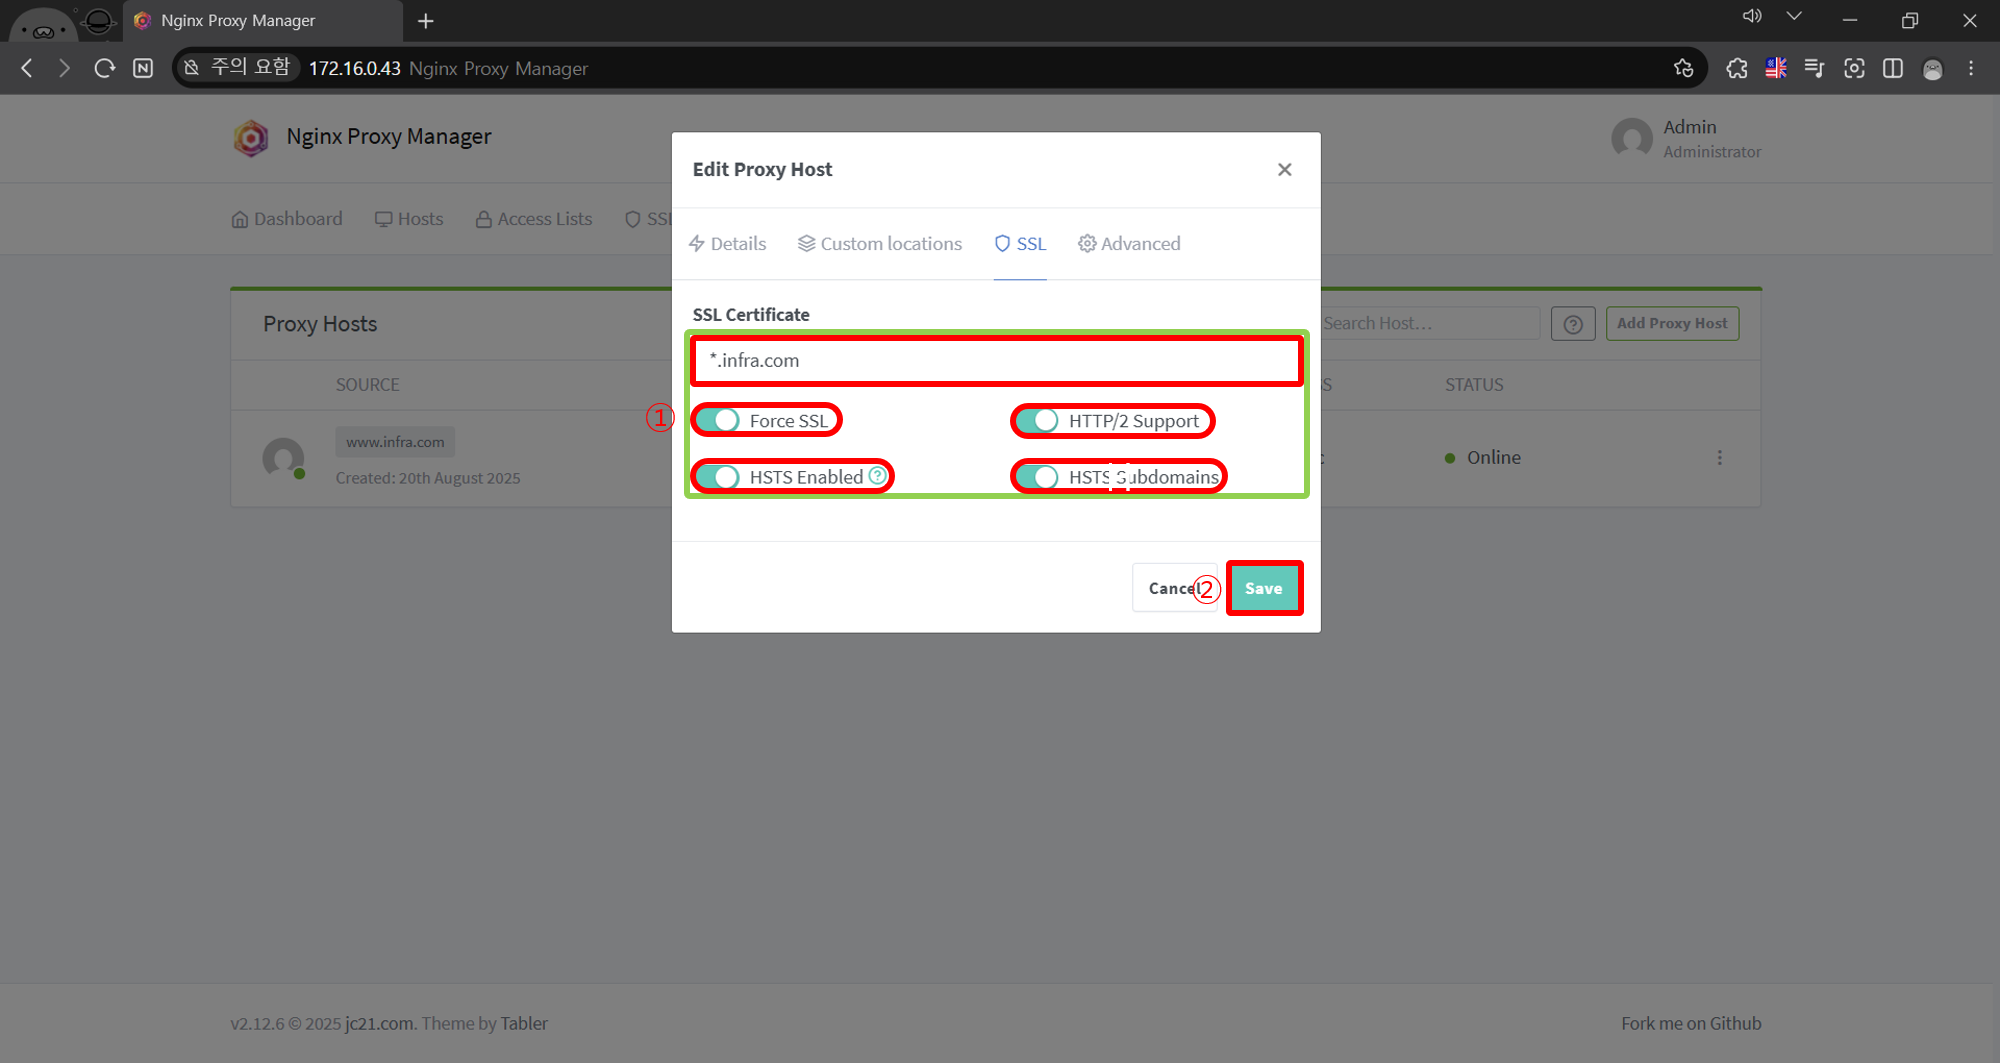 Nginx Proxy Manager
주의 요함 172.16.0.43 Nginx Proxy Manager
Nginx Proxy Manager
Admin
Administrator
Dashboard Hosts Access Lists SSL
Edit Proxy Host
Details Custom locations SSL Advanced
SSL Certificate
*.infra.com
① Force SSL HTTP/2 Support
HSTS Enabled HSTS Subdomains
Cancel ② Save
Proxy Hosts Search Host... Add Proxy Host
SOURCE STATUS
www.infra.com
Created: 20th August 2025
Online
v2.12.6 © 2025 jc21.com. Theme by Tabler Fork me on Github